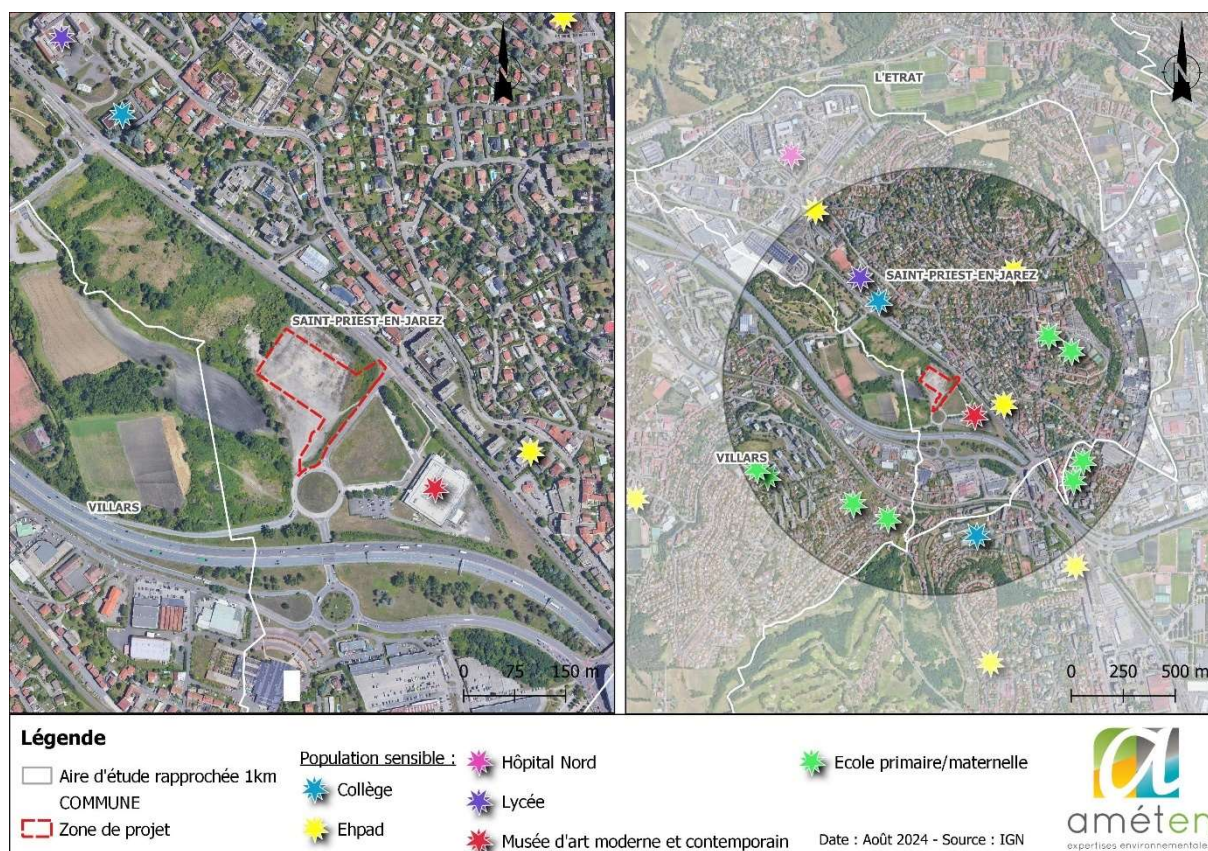 N
SAINT-PRIEST-EN-JAREZ
VILLARS
0 75 150 m
N
L'ETRAT
SAINT-PRIEST-EN-JAREZ
VILLARS
0 250 500 m
Légende
Aire d'étude rapprochée 1km
COMMUNE
Zone de projet
Population sensible :
Collège
Ehpad
Hôpital Nord
Lycée
Musée d'art moderne et contemporain
Ecole primaire/maternelle
Date : Août 2024 - Source : IGN
a
améten
expertises environnementales